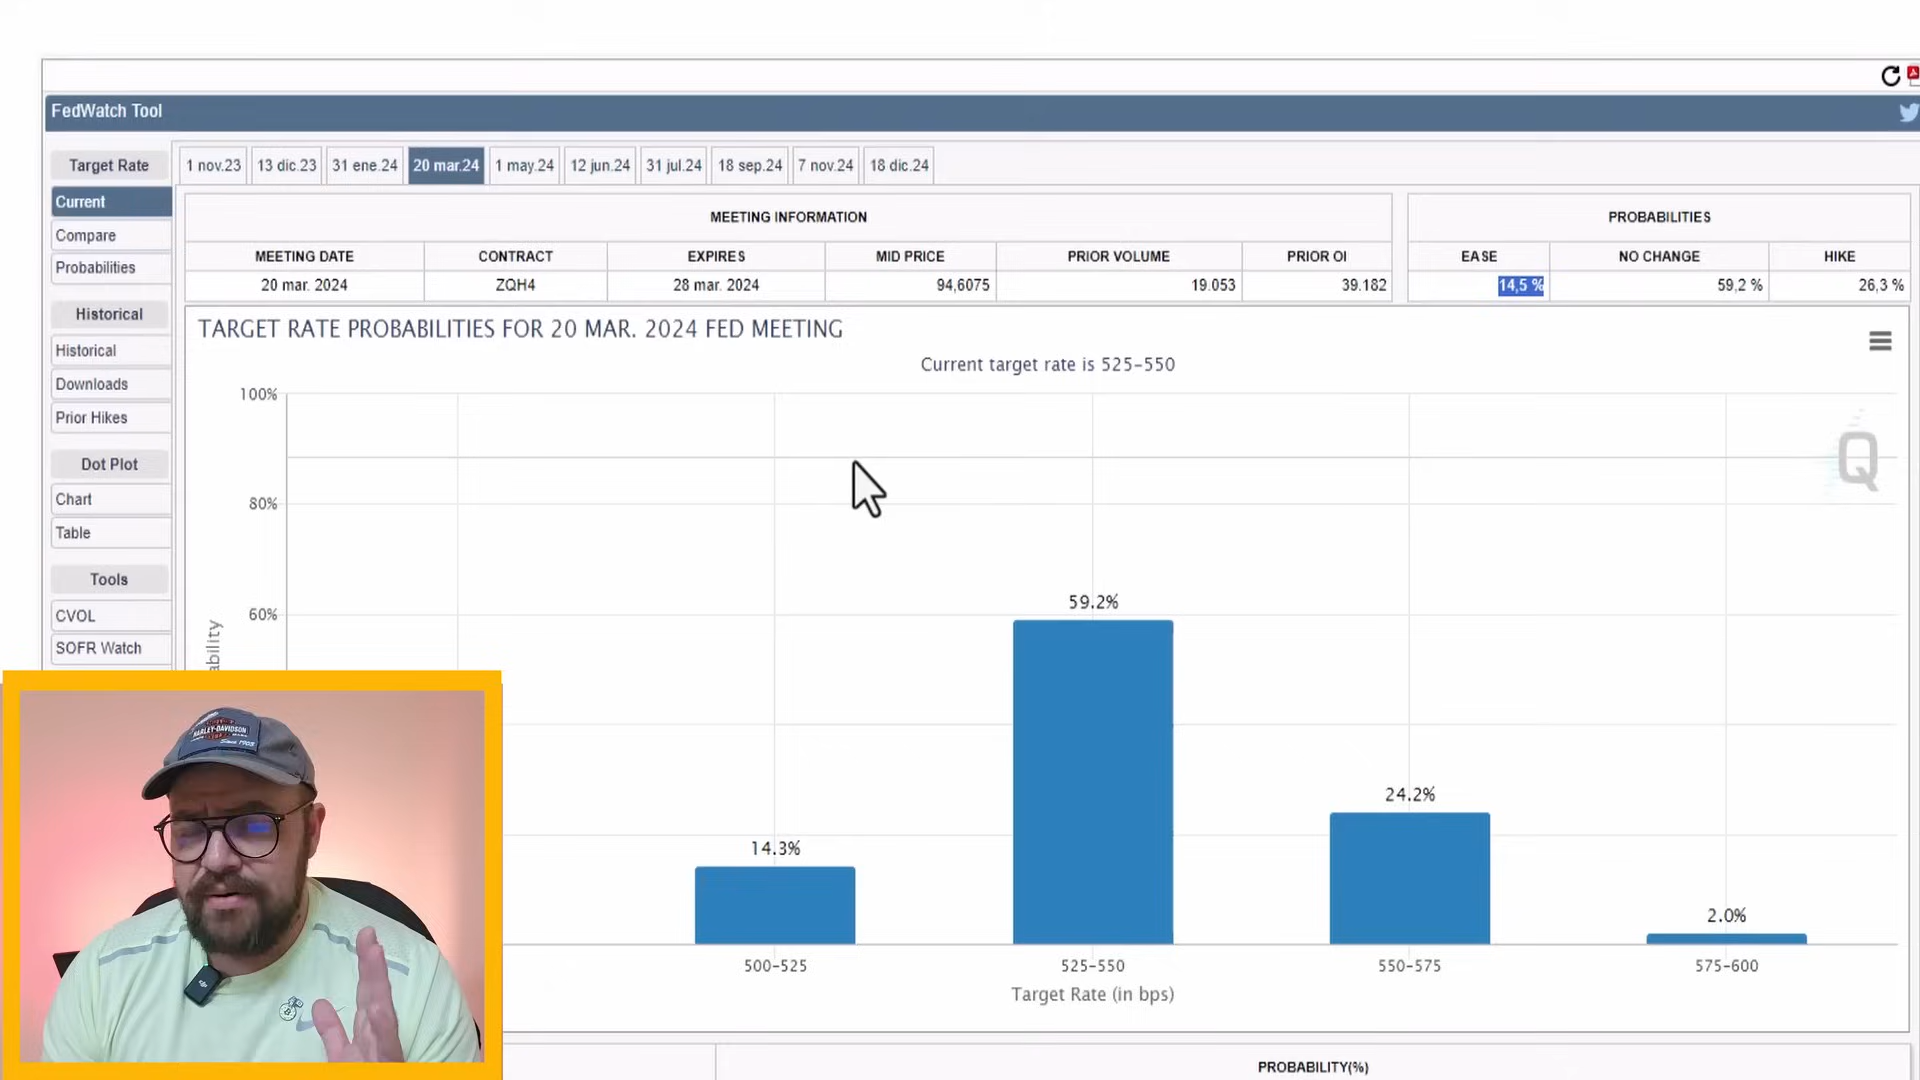 FedWatch Tool
Target Rate
1 nov.23
13 dic.23
31 ene.24
20 mar.24
1 may.24
12 jun.24
31 jul.24
18 sep.24
7 nov.24
18 dic.24
Current
Compare
Probabilities
Historical
Historical
Downloads
Prior Hikes
Dot Plot
Chart
Table
Tools
CVOL
SOFR Watch
MEETING INFORMATION
MEETING DATE CONTRACT EXPIRES MID PRICE PRIOR VOLUME PRIOR OI
20 mar. 2024 ZQH4 28 mar. 2024 94,6075 19.053 39.182
PROBABILITIES
EASE NO CHANGE HIKE
14,5 % 59,2 % 26,3 %
TARGET RATE PROBABILITIES FOR 20 MAR. 2024 FED MEETING
Current target rate is 525-550
100%
80%
60%
ability
Q
59.2%
24.2%
14.3%
2.0%
500-525
525-550
550-575
575-600
Target Rate (in bps)
PROBABILITY(%)
HARLEY-DAVIDSON
Since 1903
dji